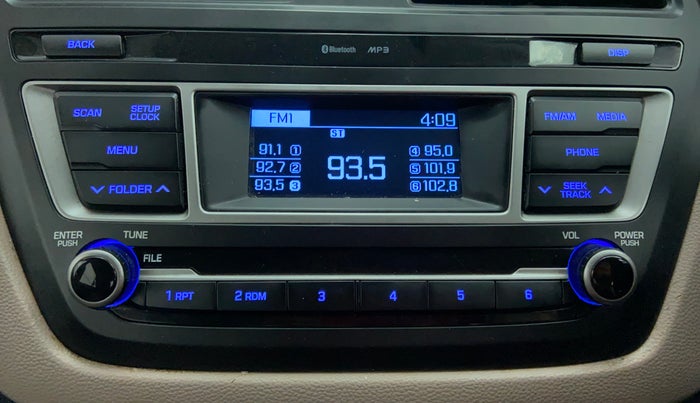 BACK
Bluetooth MP3
DISP
SCAN SETUP CLOCK
MENU
FOLDER
FM1 4:09
ST
91.1 1
92.7 2
93.5 3
93.5
4 95.0
5 101.9
6 102.8
FM/AM MEDIA
PHONE
SEEK TRACK
ENTER PUSH
TUNE
FILE
VOL
POWER PUSH
1 RPT 2 RDM 3 4 5 6